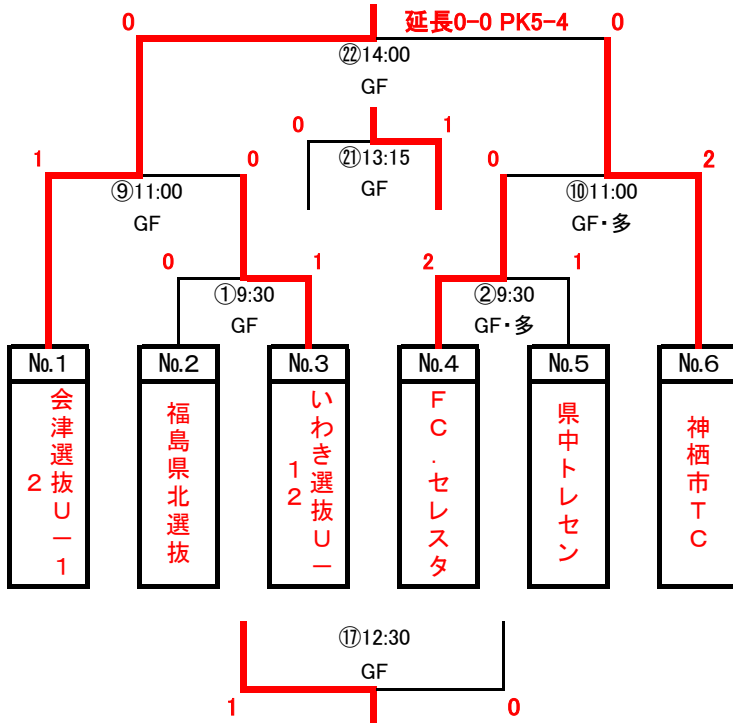 0 延長0-0 PK5-4 0
㉒14:00
GF
0 1
㉑13:15
GF
1 0
⑨11:00
GF
0 2
⑩11:00
GF・多
0 1
①9:30
GF
2 1
②9:30
GF・多
No.1
会津選抜U－1
2
No.2
福島県北選抜
No.3
いわき選抜U－
12
No.4
FC．セレスタ
No.5
県中トレセン
No.6
神栖市TC
⑰12:30
GF
1 0